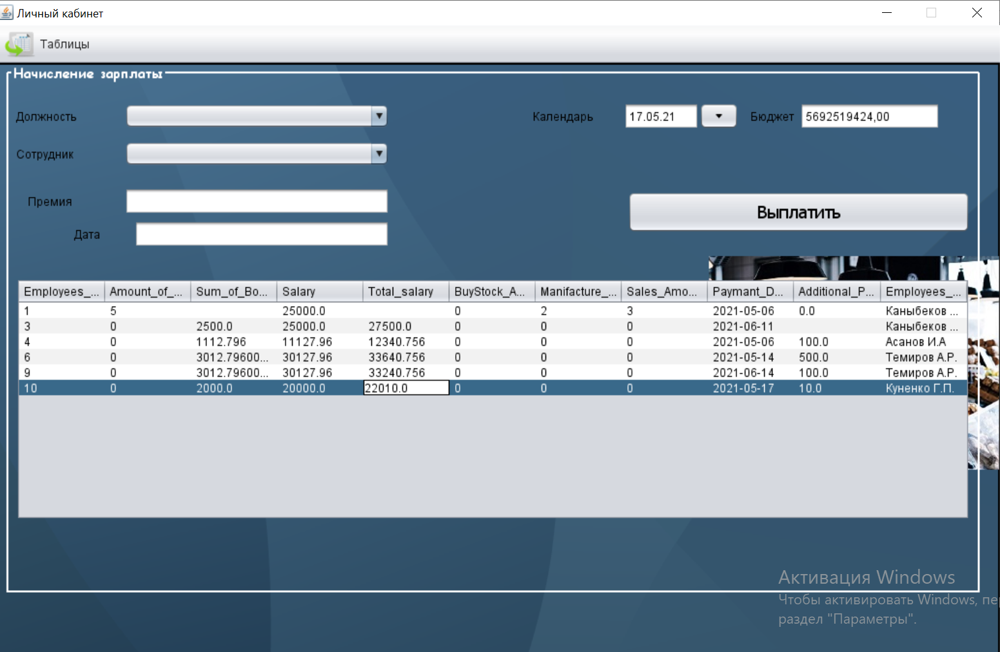 Личный кабинет
Таблицы
Начисление зарплаты
Должность
Календарь 17.05.21 Бюджет 5692519424,00
Сотрудник
Премия
Выплатить
Дата
Employees_... Amount_of_... Sum_of_Bo... Salary Total_salary BuyStock_A... Manifacture_... Sales_Amo... Paymant_D... Additional_P... Employees_...
1 5 25000.0 0 2 3 2021-05-06 0.0 Каныбеков ...
3 0 2500.0 25000.0 27500.0 0 0 0 2021-06-11 Каныбеков ...
4 0 1112.796 11127.96 12340.756 0 0 0 2021-05-06 100.0 Асанов И.А
6 0 3012.79600... 30127.96 33640.756 0 0 0 2021-05-14 500.0 Темиров А.Р.
9 0 3012.79600... 30127.96 33240.756 0 0 0 2021-06-14 100.0 Темиров А.Р.
10 0 2000.0 20000.0 22010.0 0 0 0 2021-05-17 10.0 Куненко Г.П.
Активация Windows
Чтобы активировать Windows, пе
раздел "Параметры".